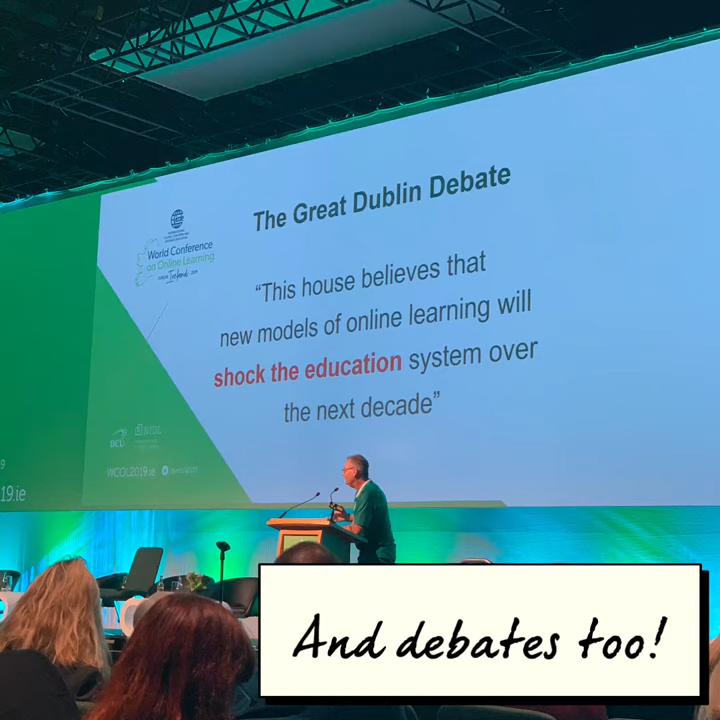 The Great Dublin Debate
World Conference
on Online Learning
“This house believes that
new models of online learning will
shock the education system over
the next decade”
DCU
WCOL2019.ie
19.ie
And debates too!